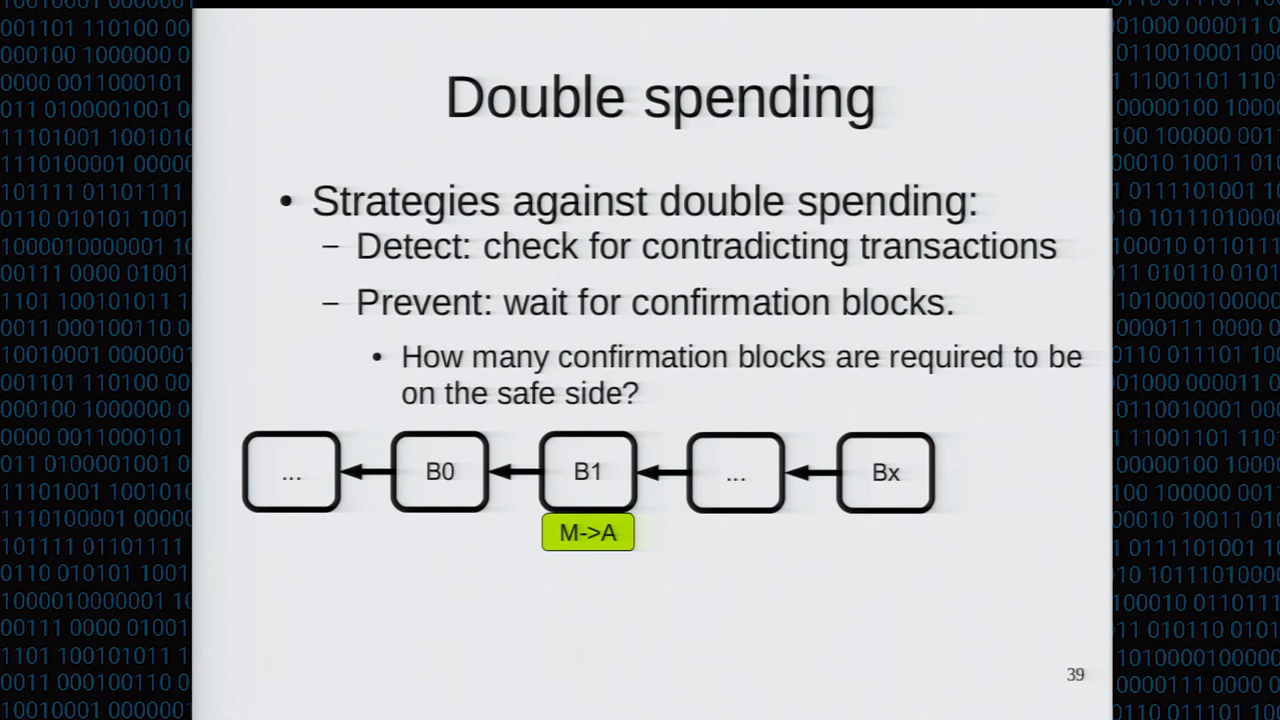 Double spending
• Strategies against double spending:
– Detect: check for contradicting transactions
– Prevent: wait for confirmation blocks.
• How many confirmation blocks are required to be
on the safe side?
... B0 B1 ... Bx
M->A
39